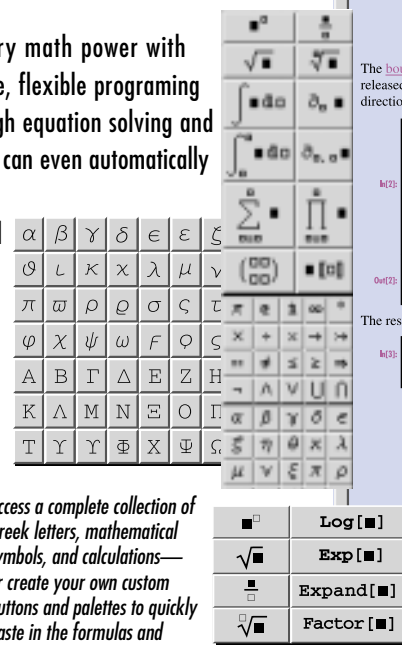 ry math power with
e, flexible programing
gh equation solving and
can even automatically
α β γ δ ϵ ε ζ
ϑ ι κ ϰ λ μ ν
π ϖ ρ ϱ σ ς τ
φ χ ψ ω Ϝ ϙ
Α Β Γ Δ Ε Ζ Η
Κ Λ Μ Ν Ξ Ο Π
Τ Υ ϒ Φ Χ Ψ Ω
ccess a complete collection of
reek letters, mathematical
ymbols, and calculations—
r create your own custom
uttons and palettes to quickly
aste in the formulas and
■□
√■
∫■d□ ∂□■
∫■d□ ∂□,□■
∑■ ∏■
■[□]
π e ∞ °
× ÷ × →
≠ ≤ ≥
¬ ∧ ∨ ∪ ∩
α β γ δ ϵ
ζ η θ κ λ
μ ν ξ π ρ
■□ Log[■]
√■ Exp[■]
■/□ Expand[■]
□√■ Factor[■]
The bou
released
direction
In[2]:
Out[2]:
The res
In[3]: